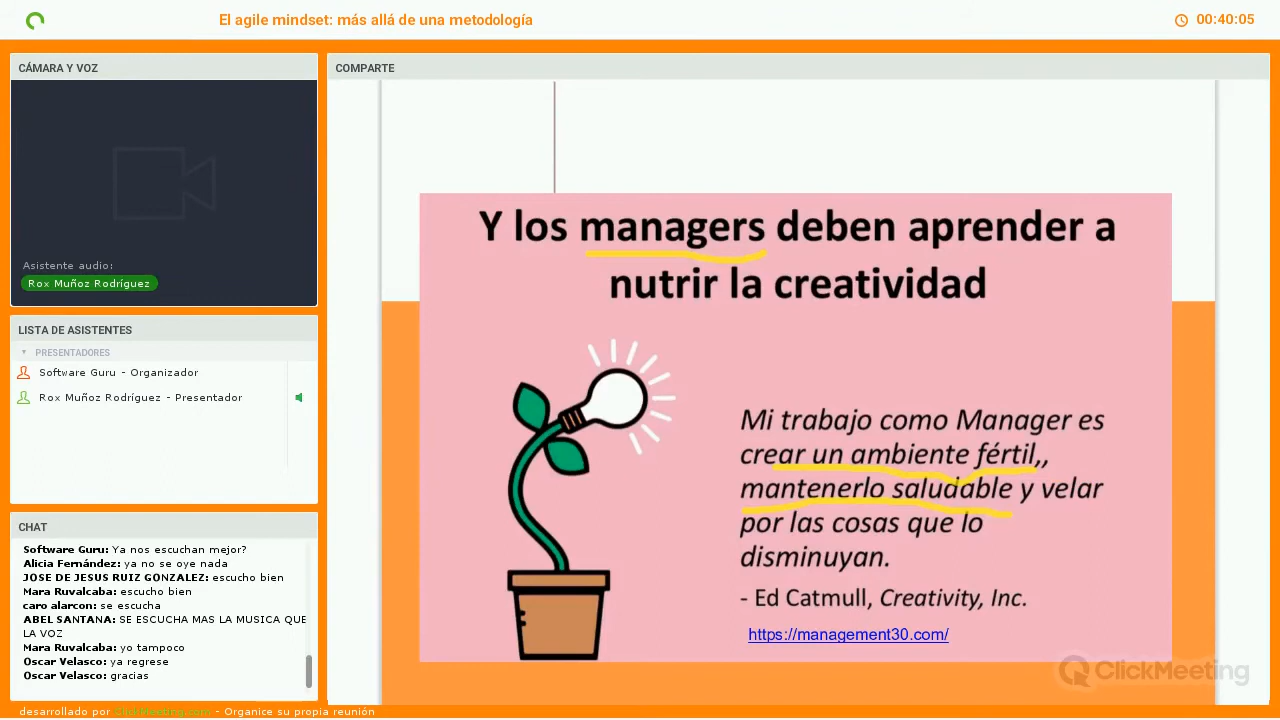 El agile mindset: más allá de una metodología
00:40:05
CÁMARA Y VOZ
Asistente audio:
Rox Muñoz Rodríguez
LISTA DE ASISTENTES
PRESENTADORES
Software Guru - Organizador
Rox Muñoz Rodríguez - Presentador
CHAT
Software Guru: Ya nos escuchan mejor?
Alicia Fernández: ya no se oye nada
JOSE DE JESUS RUIZ GONZALEZ: escucho bien
Mara Ruvalcaba: escucho bien
caro alarcon: se escucha
ABEL SANTANA: SE ESCUCHA MAS LA MUSICA QUE
LA VOZ
Mara Ruvalcaba: yo tampoco
Oscar Velasco: ya regrese
Oscar Velasco: gracias
COMPARTE
Y los managers deben aprender a
nutrir la creatividad
Mi trabajo como Manager es
crear un ambiente fértil,,
mantenerlo saludable y velar
por las cosas que lo
disminuyan.
- Ed Catmull, Creativity, Inc.
https://management30.com/
ClickMeeting
desarrollado por ClickMeeting.com - Organice su propia reunión